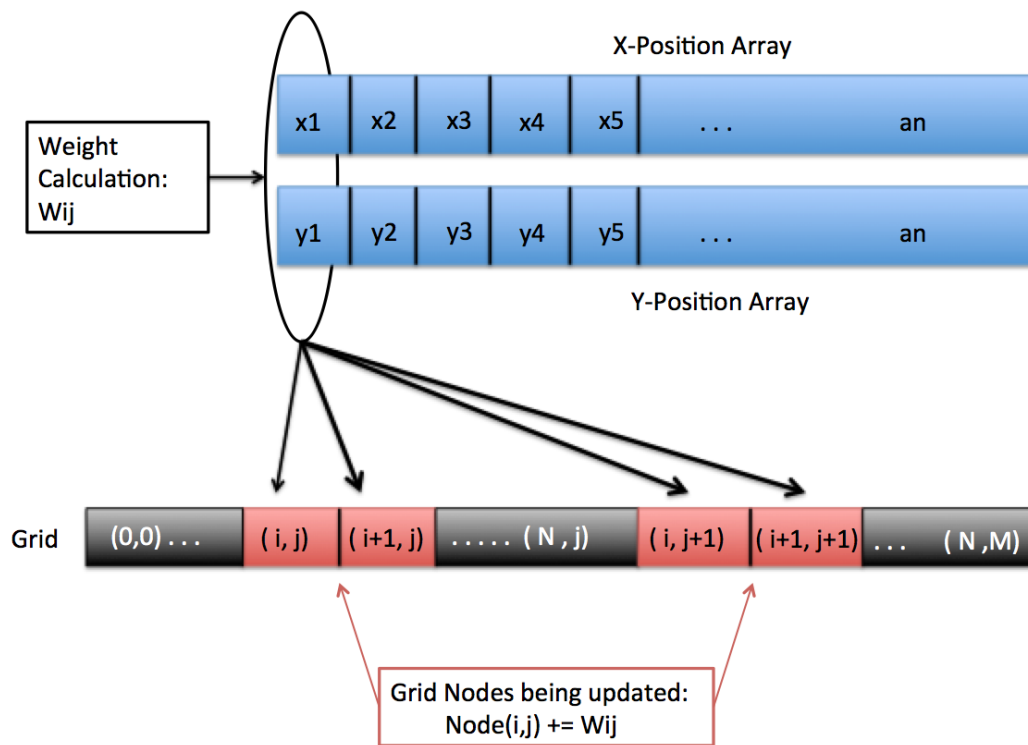 X-Position Array
x1 x2 x3 x4 x5 . . . an
Weight
Calculation:
Wij
y1 y2 y3 y4 y5 . . . an
Y-Position Array
Grid
(0,0) . . . ( i, j) ( i+1, j) . . . . . ( N , j) ( i, j+1) ( i+1, j+1) . . . ( N ,M)
Grid Nodes being updated:
Node(i,j) += Wij